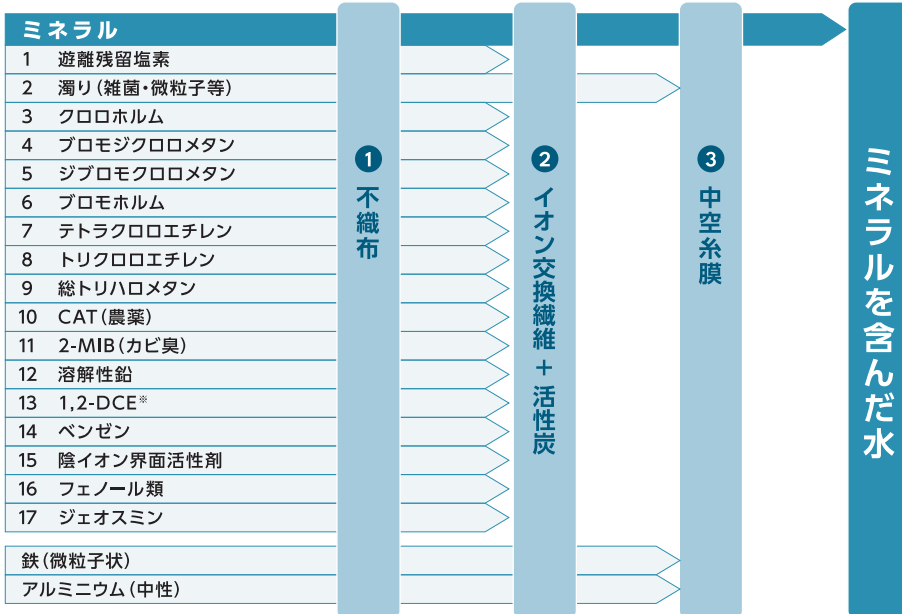 ミネラル
1 遊離残留塩素
2 濁り(雑菌・微粒子等)
3 クロロホルム
4 ブロモジクロロメタン
5 ジブロモクロロメタン
6 ブロモホルム
7 テトラクロロエチレン
8 トリクロロエチレン
9 総トリハロメタン
10 CAT(農薬)
11 2-MIB(カビ臭)
12 溶解性鉛
13 1,2-DCE※
14 ベンゼン
15 陰イオン界面活性剤
16 フェノール類
17 ジェオスミン
鉄(微粒子状)
アルミニウム(中性)
❶不織布
❷イオン交換繊維+活性炭
❸中空糸膜
ミネラルを含んだ水